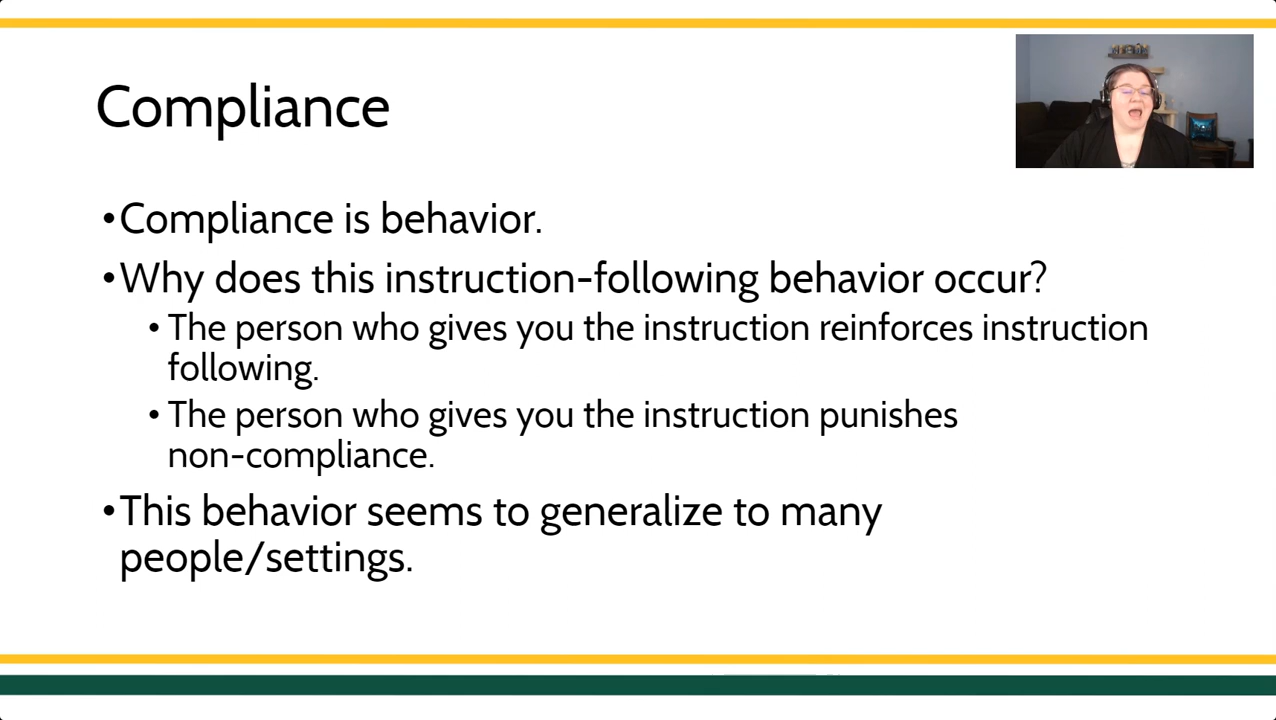 Compliance
•Compliance is behavior.
•Why does this instruction-following behavior occur?
• The person who gives you the instruction reinforces instruction
following.
• The person who gives you the instruction punishes
non-compliance.
•This behavior seems to generalize to many
people/settings.